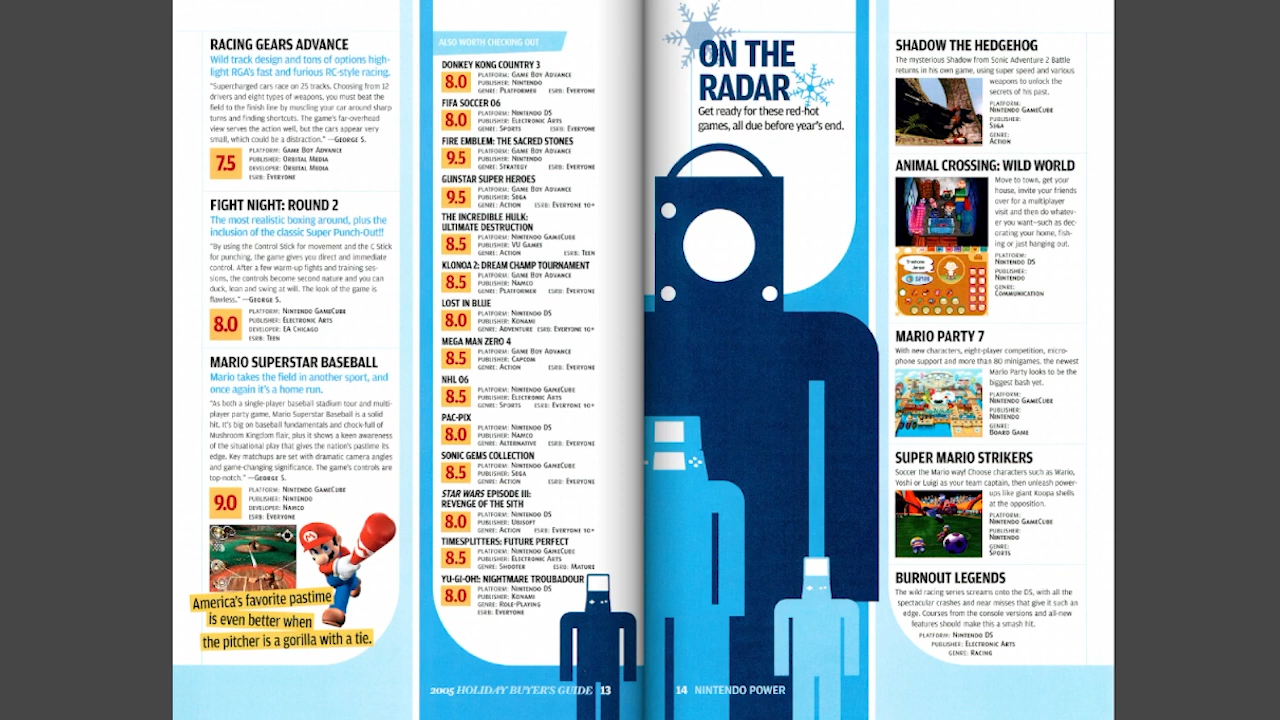 RACING GEARS ADVANCE
Wild track design and tons of options high-
light RGA's fast and furious RC-style racing.
"Supercharged cars race on 25 tracks. Choosing from 12
drivers and eight types of weapons, you must beat the
field to the finish line by muscling your car around sharp
turns and finding shortcuts. The game's far-overhead
view serves the action well, but the cars appear very
small, which could be a distraction." —GEORGE S.
7.5
PLATFORM: GAME BOY ADVANCE
PUBLISHER: ORBITAL MEDIA
DEVELOPER: ORBITAL MEDIA
ESRB: EVERYONE
FIGHT NIGHT: ROUND 2
The most realistic boxing around, plus the
inclusion of the classic Super Punch-Out!!
"By using the Control Stick for movement and the C Stick
for punching, the game gives you direct and immediate
control. After a few warm-up fights and training ses-
sions, the controls become second nature and you can
duck, lean and swing at will. The look of the game is
flawless." —GEORGE S.
8.0
PLATFORM: NINTENDO GAMECUBE
PUBLISHER: ELECTRONIC ARTS
DEVELOPER: EA CHICAGO
ESRB: TEEN
MARIO SUPERSTAR BASEBALL
Mario takes the field in another sport, and
once again it's a home run.
"As both a single-player baseball stadium tour and multi-
player party game, Mario Superstar Baseball is a solid
hit. It's big on baseball fundamentals and chock-full of
Mushroom Kingdom flair, plus it shows a keen awareness
of the situational play that gives the nation's pastime its
edge. Key matchups are set with dramatic camera angles
and game-changing significance. The game's controls are
top-notch." —GEORGE S.
9.0
PLATFORM: NINTENDO GAMECUBE
PUBLISHER: NINTENDO
DEVELOPER: NAMCO
ESRB: EVERYONE
America's favorite pastime
is even better when
the pitcher is a gorilla with a tie.
ALSO WORTH CHECKING OUT
DONKEY KONG COUNTRY 3
8.0
PLATFORM: GAME BOY ADVANCE
PUBLISHER: NINTENDO
GENRE: PLATFORMER ESRB: EVERYONE
FIFA SOCCER 06
8.0
PLATFORM: NINTENDO DS
PUBLISHER: ELECTRONIC ARTS
GENRE: SPORTS ESRB: EVERYONE
FIRE EMBLEM: THE SACRED STONES
9.5
PLATFORM: GAME BOY ADVANCE
PUBLISHER: NINTENDO
GENRE: STRATEGY ESRB: EVERYONE
GUNSTAR SUPER HEROES
9.5
PLATFORM: GAME BOY ADVANCE
PUBLISHER: SEGA
GENRE: ACTION ESRB: EVERYONE 10+
THE INCREDIBLE HULK:
ULTIMATE DESTRUCTION
8.5
PLATFORM: NINTENDO GAMECUBE
PUBLISHER: VU GAMES
GENRE: ACTION ESRB: TEEN
KLONOA 2: DREAM CHAMP TOURNAMENT
8.5
PLATFORM: GAME BOY ADVANCE
PUBLISHER: NAMCO
GENRE: PLATFORMER ESRB: EVERYONE
LOST IN BLUE
8.0
PLATFORM: NINTENDO DS
PUBLISHER: KONAMI
GENRE: ADVENTURE ESRB: EVERYONE 10+
MEGA MAN ZERO 4
8.5
PLATFORM: GAME BOY ADVANCE
PUBLISHER: CAPCOM
GENRE: ACTION ESRB: EVERYONE
NHL 06
8.5
PLATFORM: NINTENDO GAMECUBE
PUBLISHER: ELECTRONIC ARTS
GENRE: SPORTS ESRB: EVERYONE 10+
PAC-PIX
8.0
PLATFORM: NINTENDO DS
PUBLISHER: NAMCO
GENRE: ALTERNATIVE ESRB: EVERYONE
SONIC GEMS COLLECTION
8.5
PLATFORM: NINTENDO GAMECUBE
PUBLISHER: SEGA
GENRE: ACTION ESRB: EVERYONE
STAR WARS EPISODE III:
REVENGE OF THE SITH
8.0
PLATFORM: NINTENDO DS
PUBLISHER: UBISOFT
GENRE: ACTION ESRB: EVERYONE 10+
TIMESPLITTERS: FUTURE PERFECT
8.5
PLATFORM: NINTENDO GAMECUBE
PUBLISHER: ELECTRONIC ARTS
GENRE: SHOOTER ESRB: MATURE
YU-GI-OH!: NIGHTMARE TROUBADOUR
8.0
PLATFORM: NINTENDO DS
PUBLISHER: KONAMI
GENRE: ROLE-PLAYING
ESRB: EVERYONE
2005 HOLIDAY BUYER'S GUIDE 13
ON THE
RADAR
Get ready for these red-hot
games, all due before year's end.
14 NINTENDO POWER
SHADOW THE HEDGEHOG
The mysterious Shadow from Sonic Adventure 2 Battle
returns in his own game, using super speed and various
weapons to unlock the
secrets of his past.
PLATFORM:
NINTENDO GAMECUBE
PUBLISHER:
SEGA
GENRE:
ACTION
ANIMAL CROSSING: WILD WORLD
Move to town, get your
house, invite your friends
over for a multiplayer
visit and then do whatev-
er you want—such as dec-
orating your home, fish-
ing or just hanging out.
PLATFORM:
NINTENDO DS
PUBLISHER:
NINTENDO
GENRE:
COMMUNICATION
MARIO PARTY 7
With new characters, eight-player competition, micro-
phone support and more than 80 minigames, the newest
Mario Party looks to be the
biggest bash yet.
PLATFORM:
NINTENDO GAMECUBE
PUBLISHER:
NINTENDO
GENRE:
BOARD GAME
SUPER MARIO STRIKERS
Soccer the Mario way! Choose characters such as Wario,
Yoshi or Luigi as your team captain, then unleash power-
ups like giant Koopa shells
at the opposition.
PLATFORM:
NINTENDO GAMECUBE
PUBLISHER:
NINTENDO
GENRE:
SPORTS
BURNOUT LEGENDS
The wild racing series screams onto the DS, with all the
spectacular crashes and near misses that give it such an
edge. Courses from the console versions and all-new
features should make this a smash hit.
PLATFORM: NINTENDO DS
PUBLISHER: ELECTRONIC ARTS
GENRE: RACING